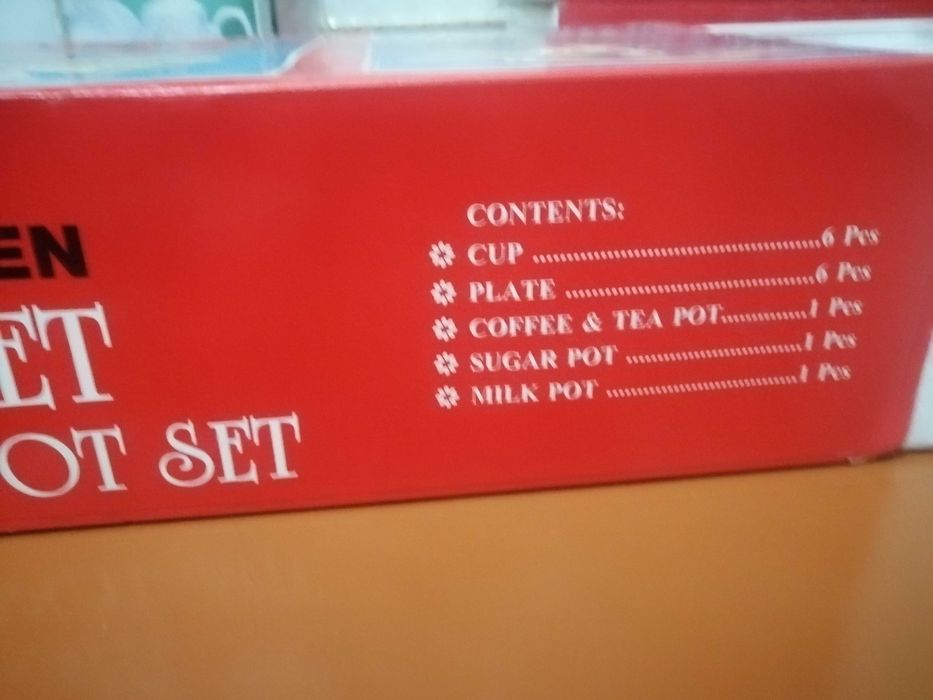 EN
ET
OT SET
CONTENTS:
CUP ........................................6 Pcs
PLATE ...................................6 Pcs
COFFEE & TEA POT..............1 Pcs
SUGAR POT ............................1 Pcs
MILK POT ..............................1 Pcs